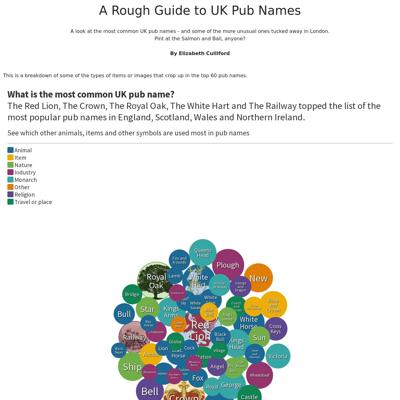 A Rough Guide to UK Pub Names
A look at the most common UK pub names - and some of the more unusual ones tucked away in London.
Pint at the Salmon and Ball, anyone?
By Elizabeth Culliford
This is a breakdown of some of the types of items or images that crop up in the top 60 pub names.
What is the most common UK pub name?
The Red Lion, The Crown, The Royal Oak, The White Hart and The Railway topped the list of the
most popular pub names in England, Scotland, Wales and Northern Ireland.
See which other animals, items and other symbols are used most in pub names
Animal
Item
Nature
Industry
Monarch
Other
Religion
Travel or place
Queens Head
Fox and Hounds
Plough
Royal Oak
Lamb
White Hart
New
Bridge
White
Star
Kings Arms
Bull
Red Lion
White Horse
Cross Keys
Railway
Black Bull
Kings Head
Sun
Globe
Cock
Village
Horse
Station
Victoria
Ship
Angel
Wheatsheaf
Fox
Bell
Royal
George
Crown
Castle